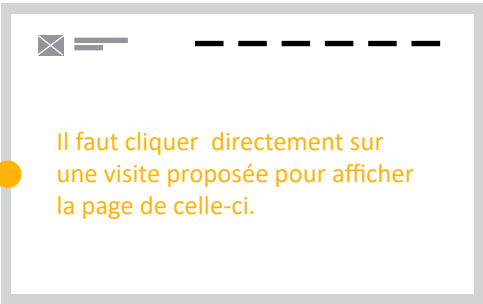 Il faut cliquer  directement sur
une visite proposée pour afficher
la page de celle-ci.